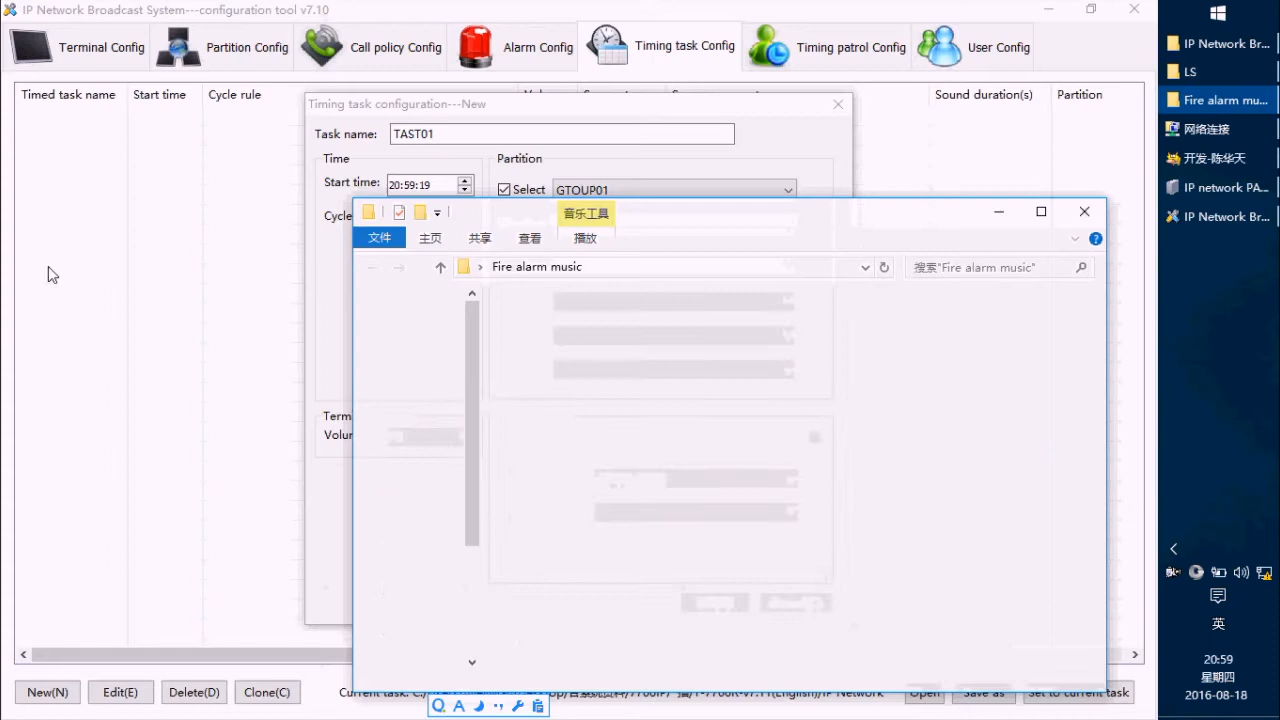 IP Network Broadcast System---configuration tool v7.10
Terminal Config
Partition Config
Call policy Config
Alarm Config
Timing task Config
Timing patrol Config
User Config
Timed task name
Start time
Cycle rule
Sound duration(s)
Partition
Timing task configuration---New
Task name:
TAST01
Time
Start time:
20:59:19
Partition
Select
GTOUP01
音乐工具
文件
主页
共享
查看
播放
Fire alarm music
搜索"Fire alarm music"
New(N)
Edit(E)
Delete(D)
Clone(C)
Open
Save as
Set to current task
IP Network Br...
LS
Fire alarm mu...
网络连接
开发-陈华天
IP network PA...
IP Network Br...
英
20:59
星期四
2016-08-18